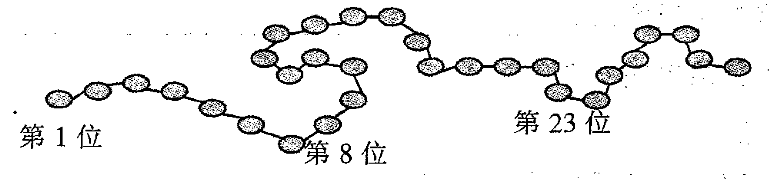 第 1 位
第 8 位
第 23 位